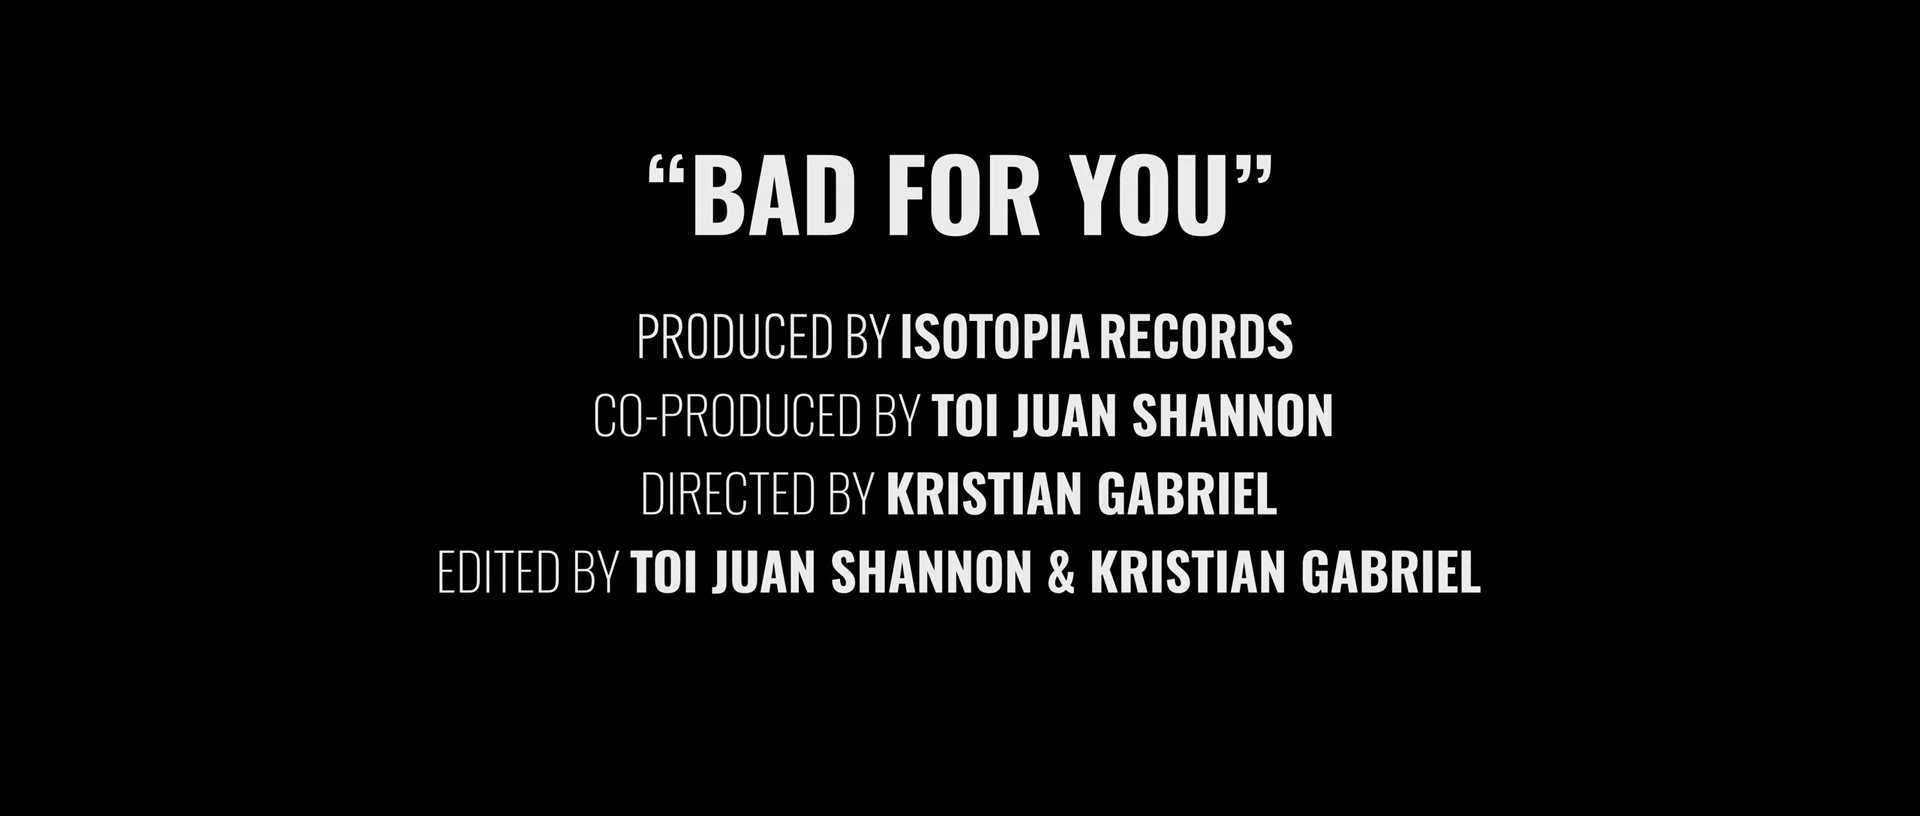 “BAD FOR YOU”
PRODUCED BY ISOTOPIA RECORDS
CO-PRODUCED BY TOI JUAN SHANNON
DIRECTED BY KRISTIAN GABRIEL
EDITED BY TOI JUAN SHANNON & KRISTIAN GABRIEL